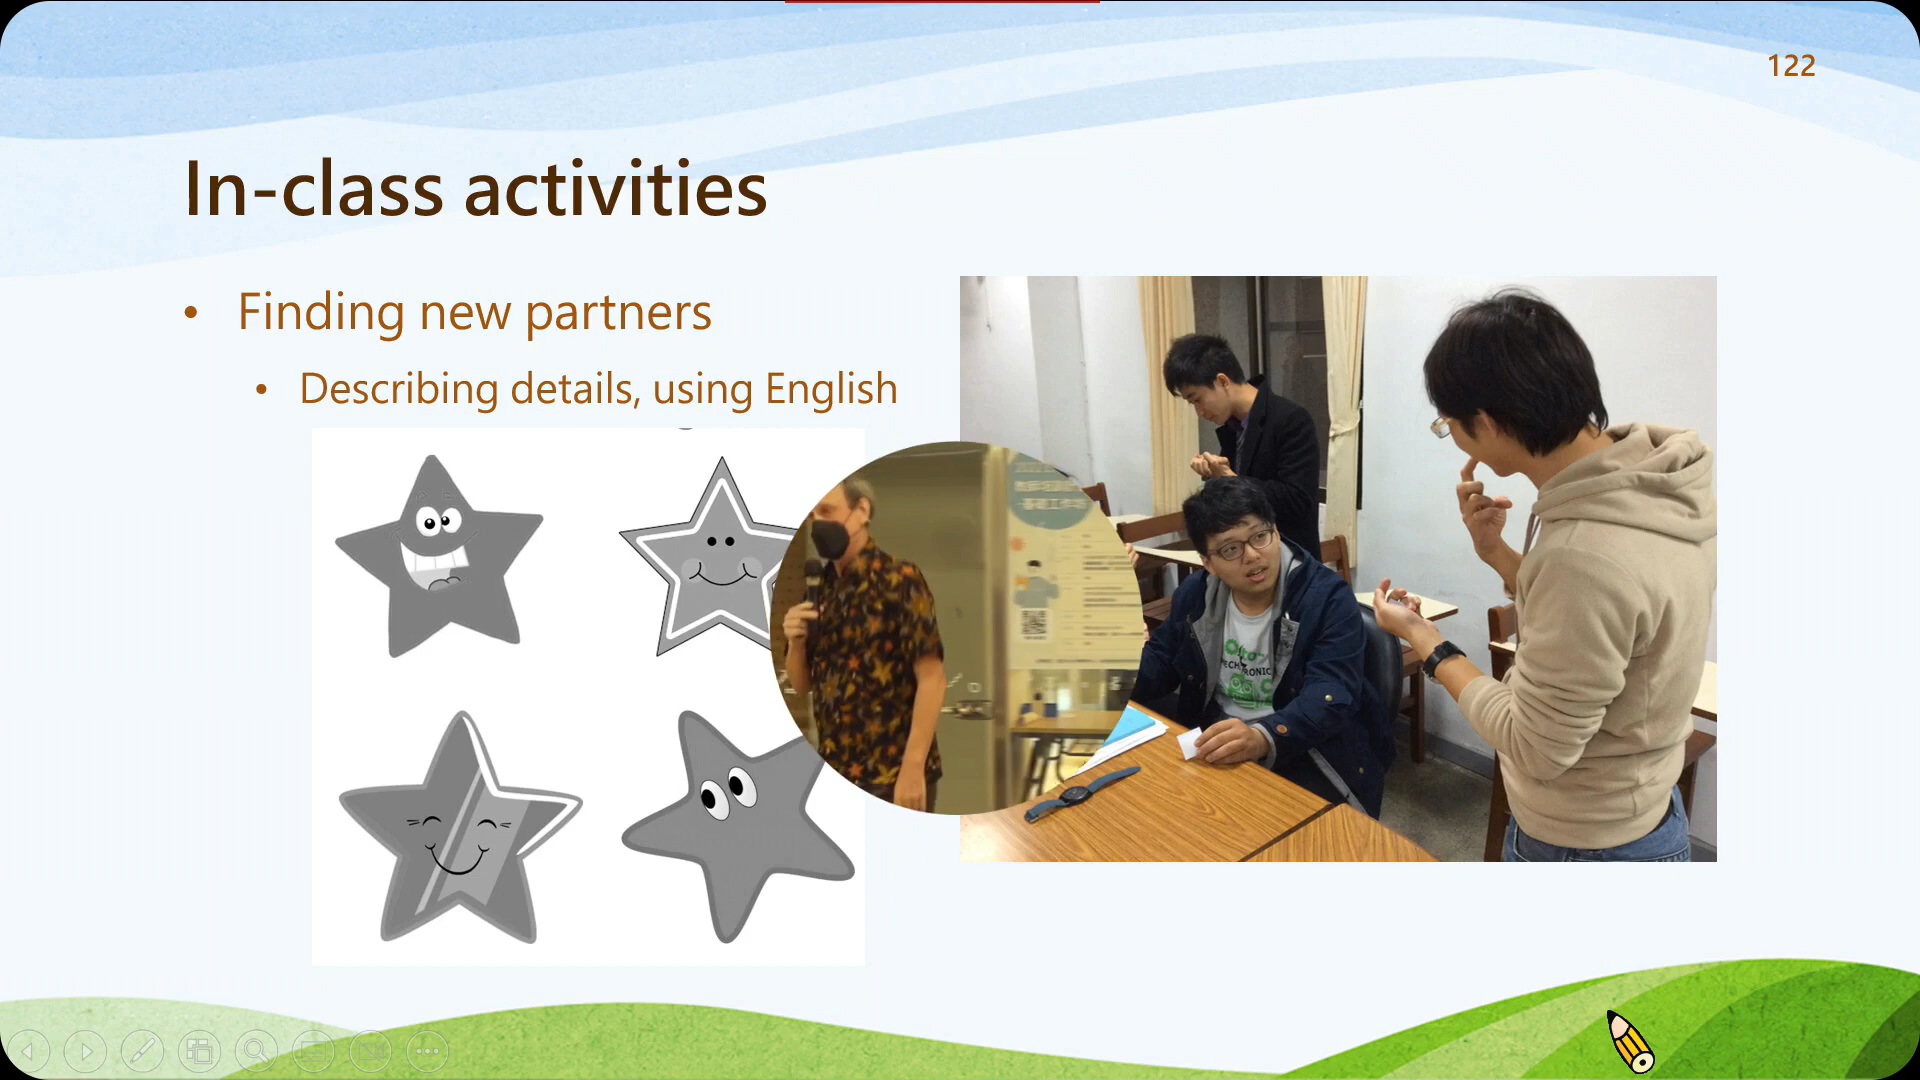 122
In-class activities
• Finding new partners
• Describing details, using English